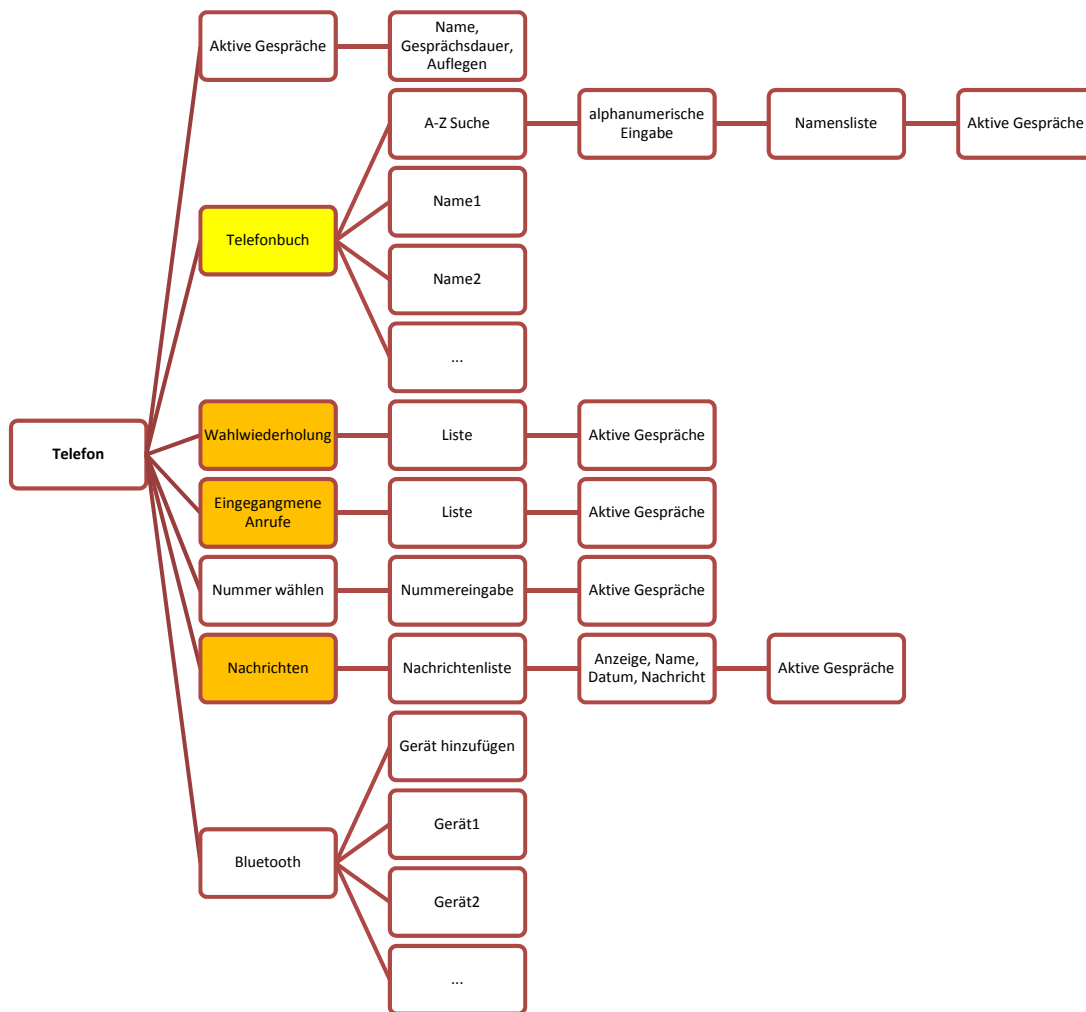 Aktive Gespräche
Name,
Gesprächsdauer,
Auflegen
A-Z Suche
alphanumerische
Eingabe
Namensliste
Aktive Gespräche
Name1
Telefonbuch
Name2
...
Telefon
Wahlwiederholung
Liste
Aktive Gespräche
Eingegangmene
Anrufe
Liste
Aktive Gespräche
Nummer wählen
Nummereingabe
Aktive Gespräche
Nachrichten
Nachrichtenliste
Anzeige, Name,
Datum, Nachricht
Aktive Gespräche
Gerät hinzufügen
Gerät1
Bluetooth
Gerät2
...